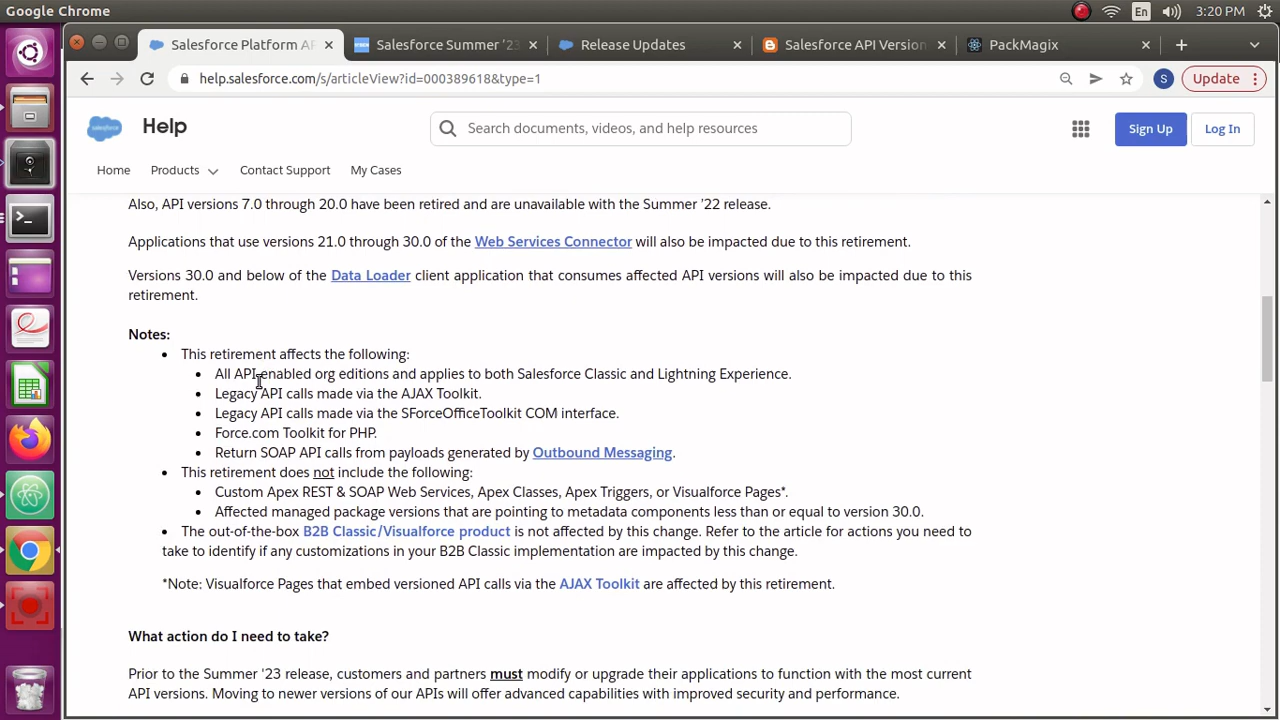 Google Chrome
En
3:20 PM
Salesforce Platform AP
Salesforce Summer '23
Release Updates
Salesforce API Version
PackMagix
help.salesforce.com/s/articleView?id=000389618&type=1
S
Update
salesforce
Help
Search documents, videos, and help resources
Sign Up
Log In
Home
Products
Contact Support
My Cases
Also, API versions 7.0 through 20.0 have been retired and are unavailable with the Summer '22 release.
Applications that use versions 21.0 through 30.0 of the Web Services Connector will also be impacted due to this retirement.
Versions 30.0 and below of the Data Loader client application that consumes affected API versions will also be impacted due to this
retirement.
Notes:
• This retirement affects the following:
• All API-enabled org editions and applies to both Salesforce Classic and Lightning Experience.
• Legacy API calls made via the AJAX Toolkit.
• Legacy API calls made via the SForceOfficeToolkit COM interface.
• Force.com Toolkit for PHP.
• Return SOAP API calls from payloads generated by Outbound Messaging.
• This retirement does not include the following:
• Custom Apex REST & SOAP Web Services, Apex Classes, Apex Triggers, or Visualforce Pages*.
• Affected managed package versions that are pointing to metadata components less than or equal to version 30.0.
• The out-of-the-box B2B Classic/Visualforce product is not affected by this change. Refer to the article for actions you need to
take to identify if any customizations in your B2B Classic implementation are impacted by this change.
*Note: Visualforce Pages that embed versioned API calls via the AJAX Toolkit are affected by this retirement.
What action do I need to take?
Prior to the Summer '23 release, customers and partners must modify or upgrade their applications to function with the most current
API versions. Moving to newer versions of our APIs will offer advanced capabilities with improved security and performance.